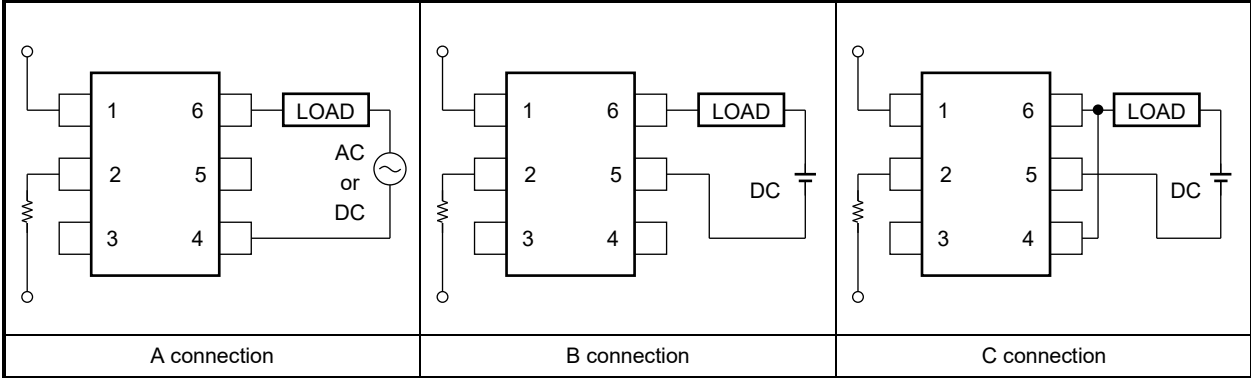 1 6 LOAD
AC
2 5 or
DC
3 4
A connection
1 6 LOAD
2 5 DC
3 4
B connection
1 6 LOAD
2 5 DC
3 4
C connection